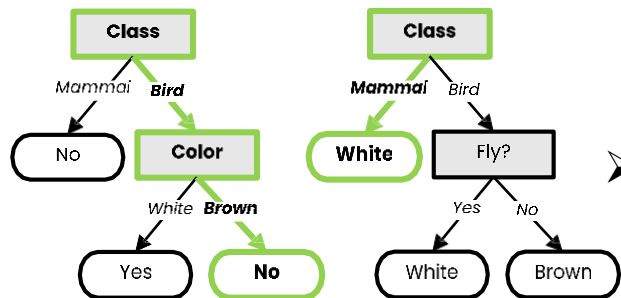 Class
Mammal
Bird
No
Color
White
Brown
Yes
No
Class
Mammal
Bird
White
Fly?
Yes
No
White
Brown